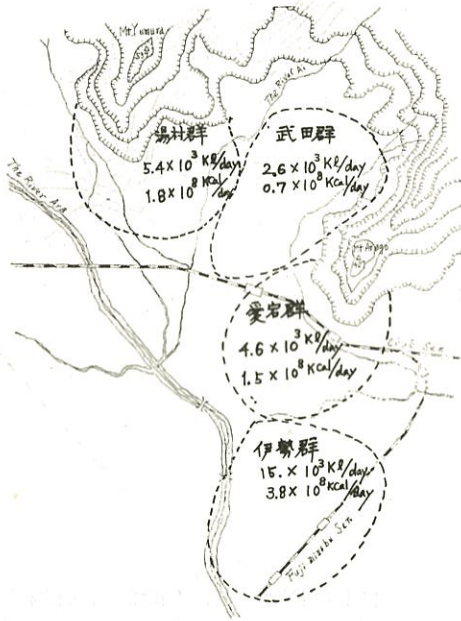 Mt Yumura
The River Ai
The River Ara
湯村群
5.4×10³ Kℓ/day
1.8×10⁸ Kcal/day
武田群
2.6×10³ Kℓ/day
0.7×10⁸ Kcal/day
Mt Atago
愛宕群
4.6×10³ Kℓ/day
1.5×10⁸ Kcal/day
Sen
伊勢群
15.×10³ Kℓ/day
3.8×10⁸ Kcal/day
Fuji minobu Sen